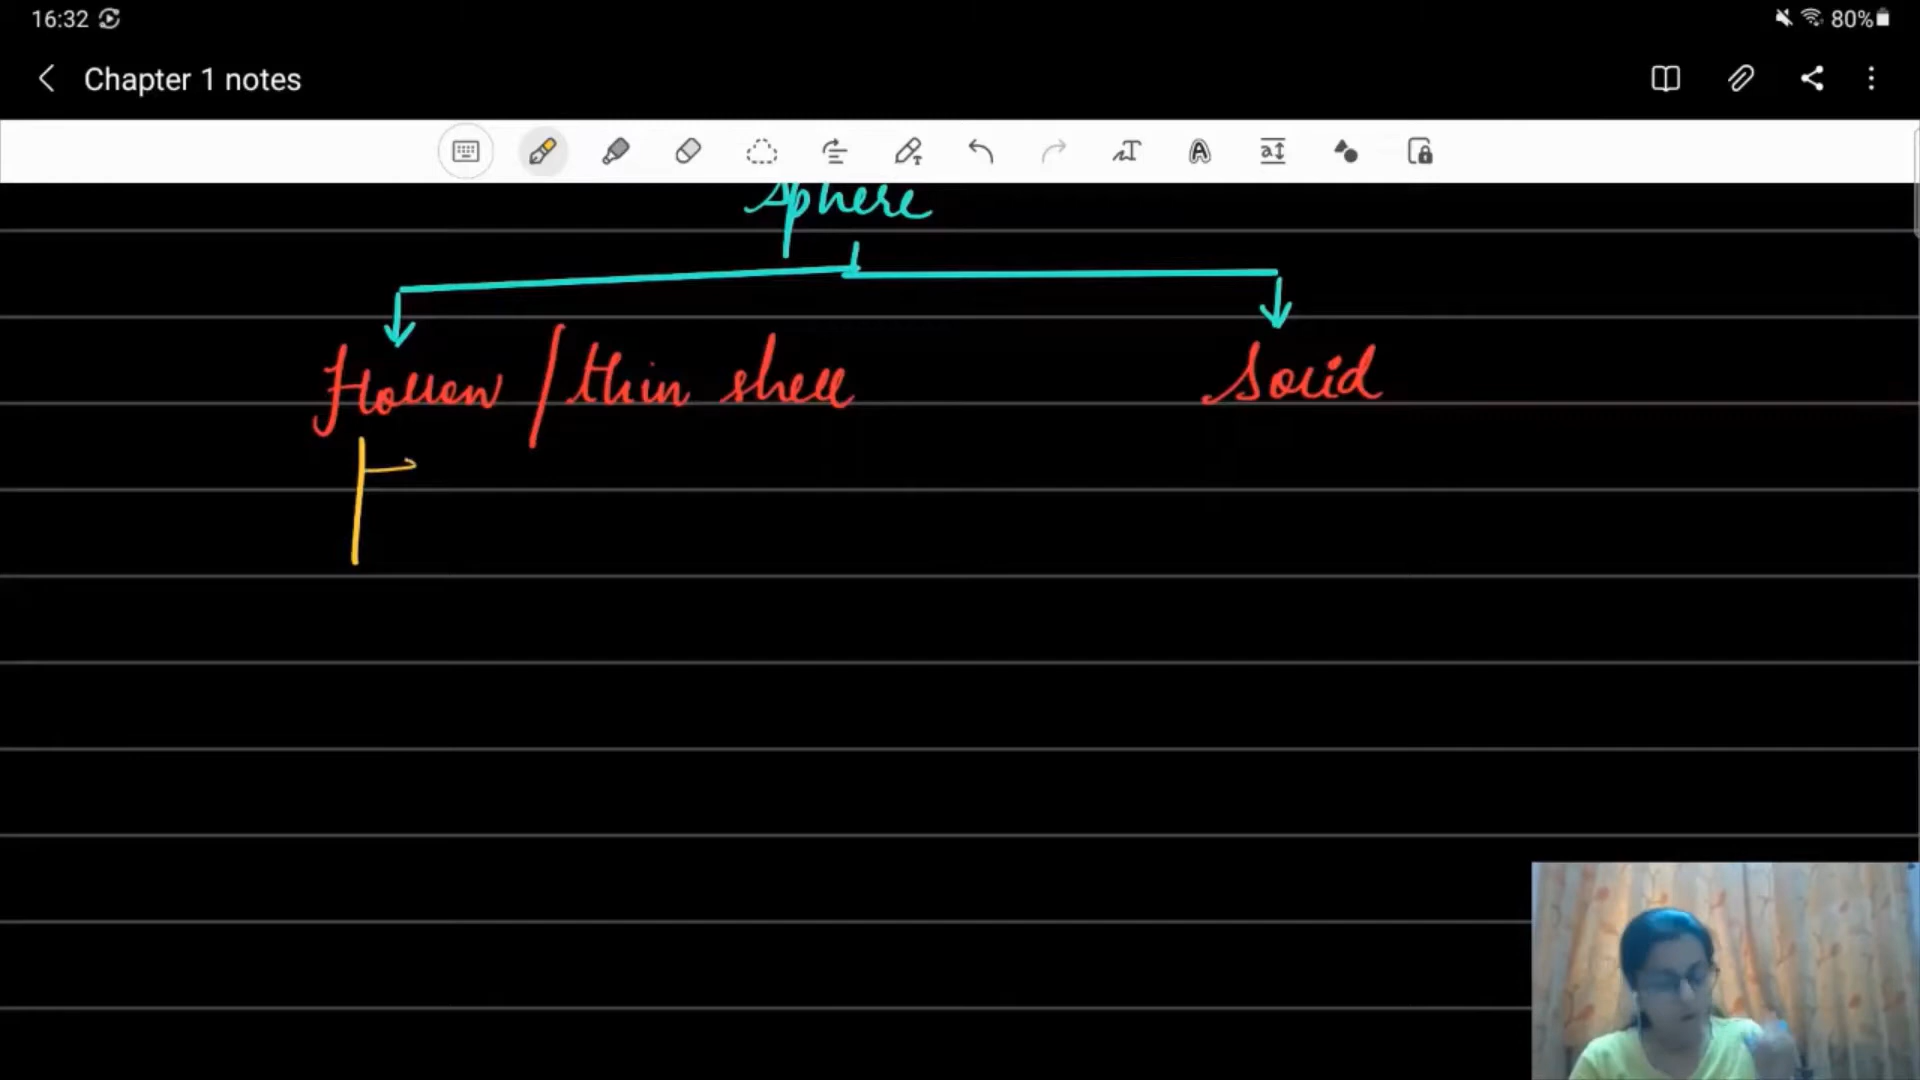 16:32
80%
Chapter 1 notes
sphere
Hollow / thin shell
Solid